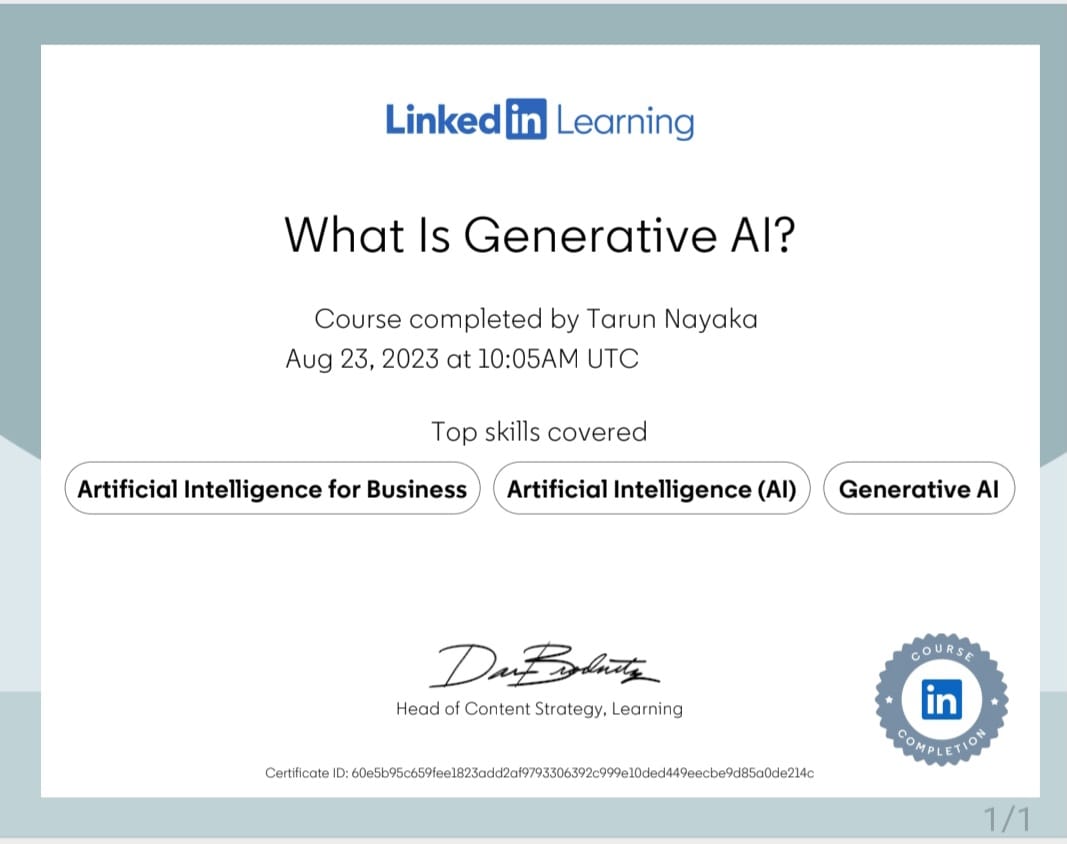 Linked in Learning
What Is Generative AI?
Course completed by Tarun Nayaka
Aug 23, 2023 at 10:05AM UTC
Top skills covered
Artificial Intelligence for Business
Artificial Intelligence (AI)
Generative AI
Dan Brodnitz
Head of Content Strategy, Learning
COURSE
in
COMPLETION
Certificate ID: 60e5b95c659fee1823add2af9793306392c999e10ded449eecbe9d85a0de214c
1/1